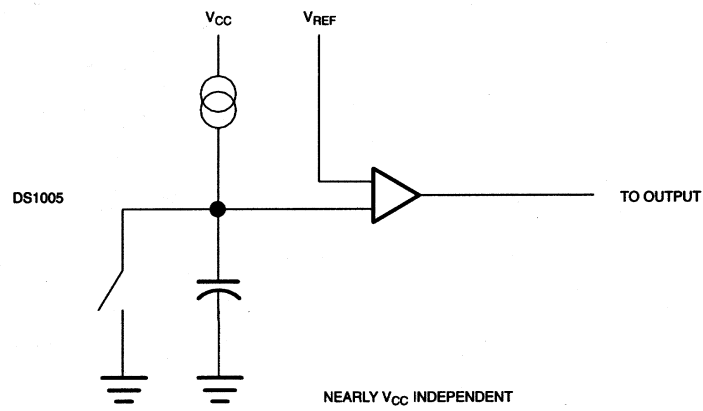 VCC
VREF
DS1005
TO OUTPUT
NEARLY VCC INDEPENDENT